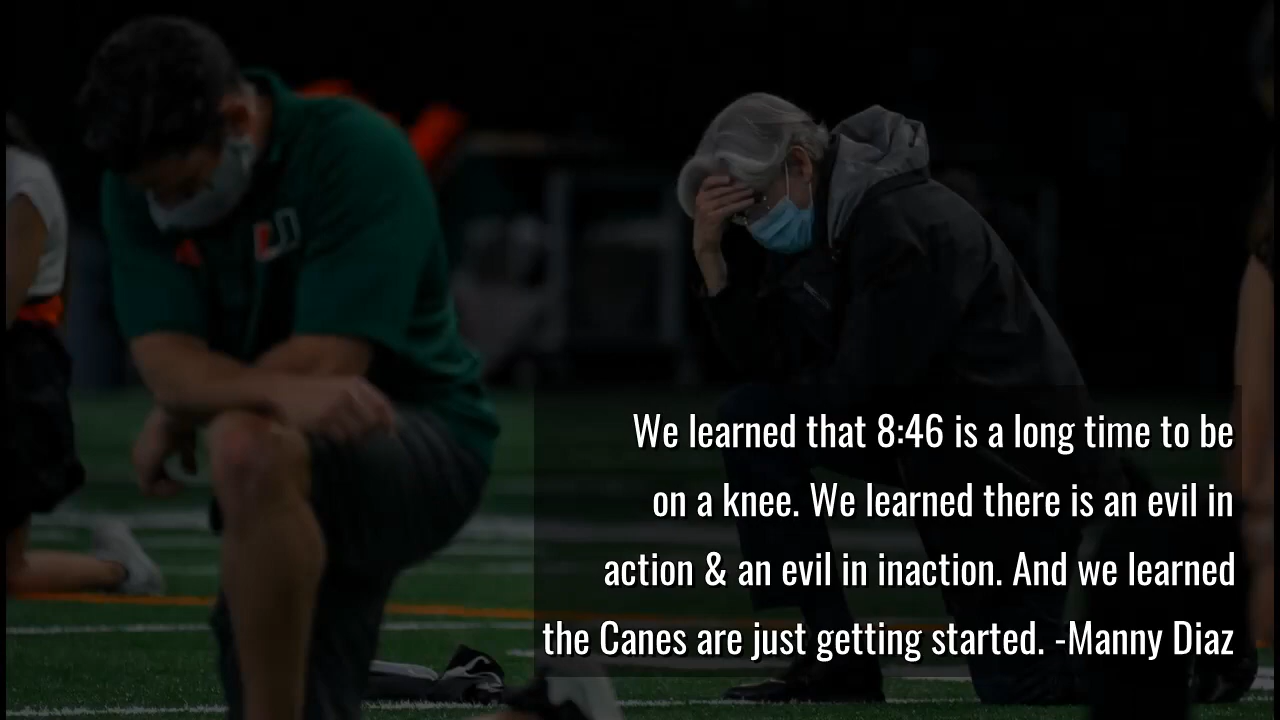 We learned that 8:46 is a long time to be
on a knee. We learned there is an evil in
action & an evil in inaction. And we learned
the Canes are just getting started. -Manny Diaz